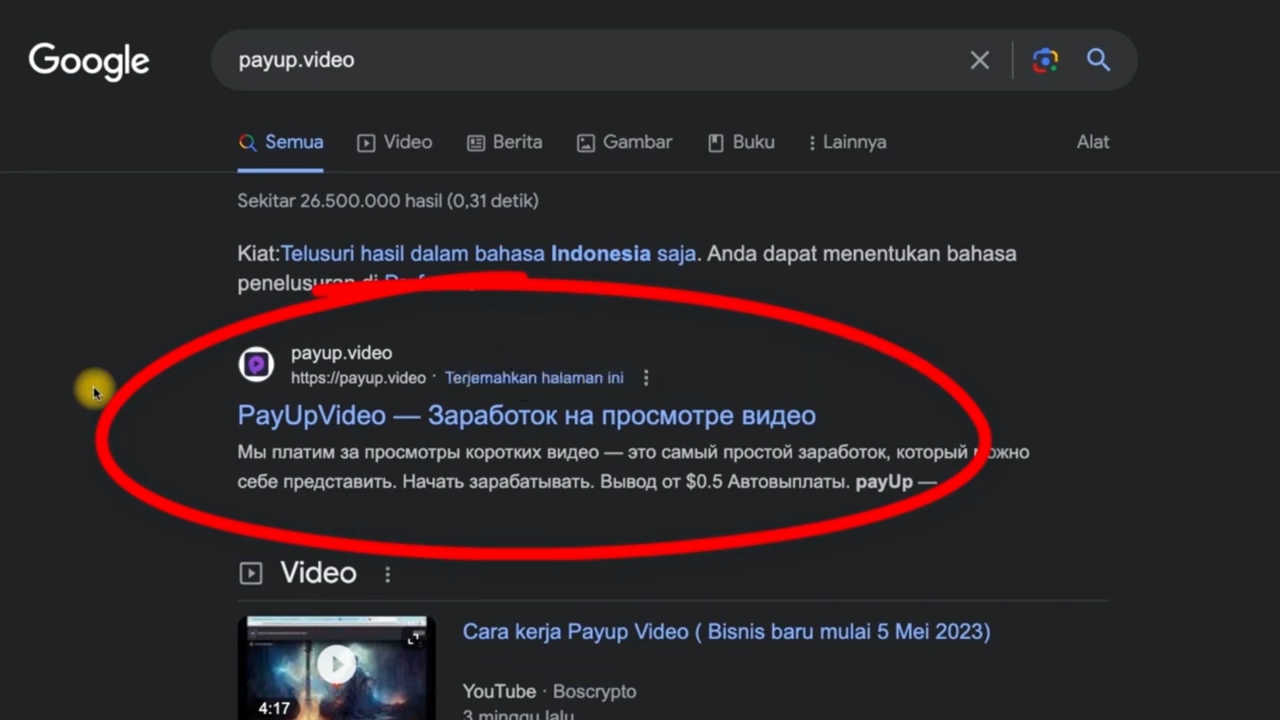 Google
payup.video
Semua
Video
Berita
Gambar
Buku
Lainnya
Alat
Sekitar 26.500.000 hasil (0,31 detik)
Kiat:Telusuri hasil dalam bahasa Indonesia saja. Anda dapat menentukan bahasa
penelusuran di
payup.video
https://payup.video · Terjemahkan halaman ini
PayUpVideo — Заработок на просмотре видео
Мы платим за просмотры коротких видео — это самый простой заработок, который можно
себе представить. Начать зарабатывать. Вывод от $0.5 Автовыплаты. payUp —
Video
Cara kerja Payup Video ( Bisnis baru mulai 5 Mei 2023)
4:17
YouTube · Boscrypto
3 minggu lalu